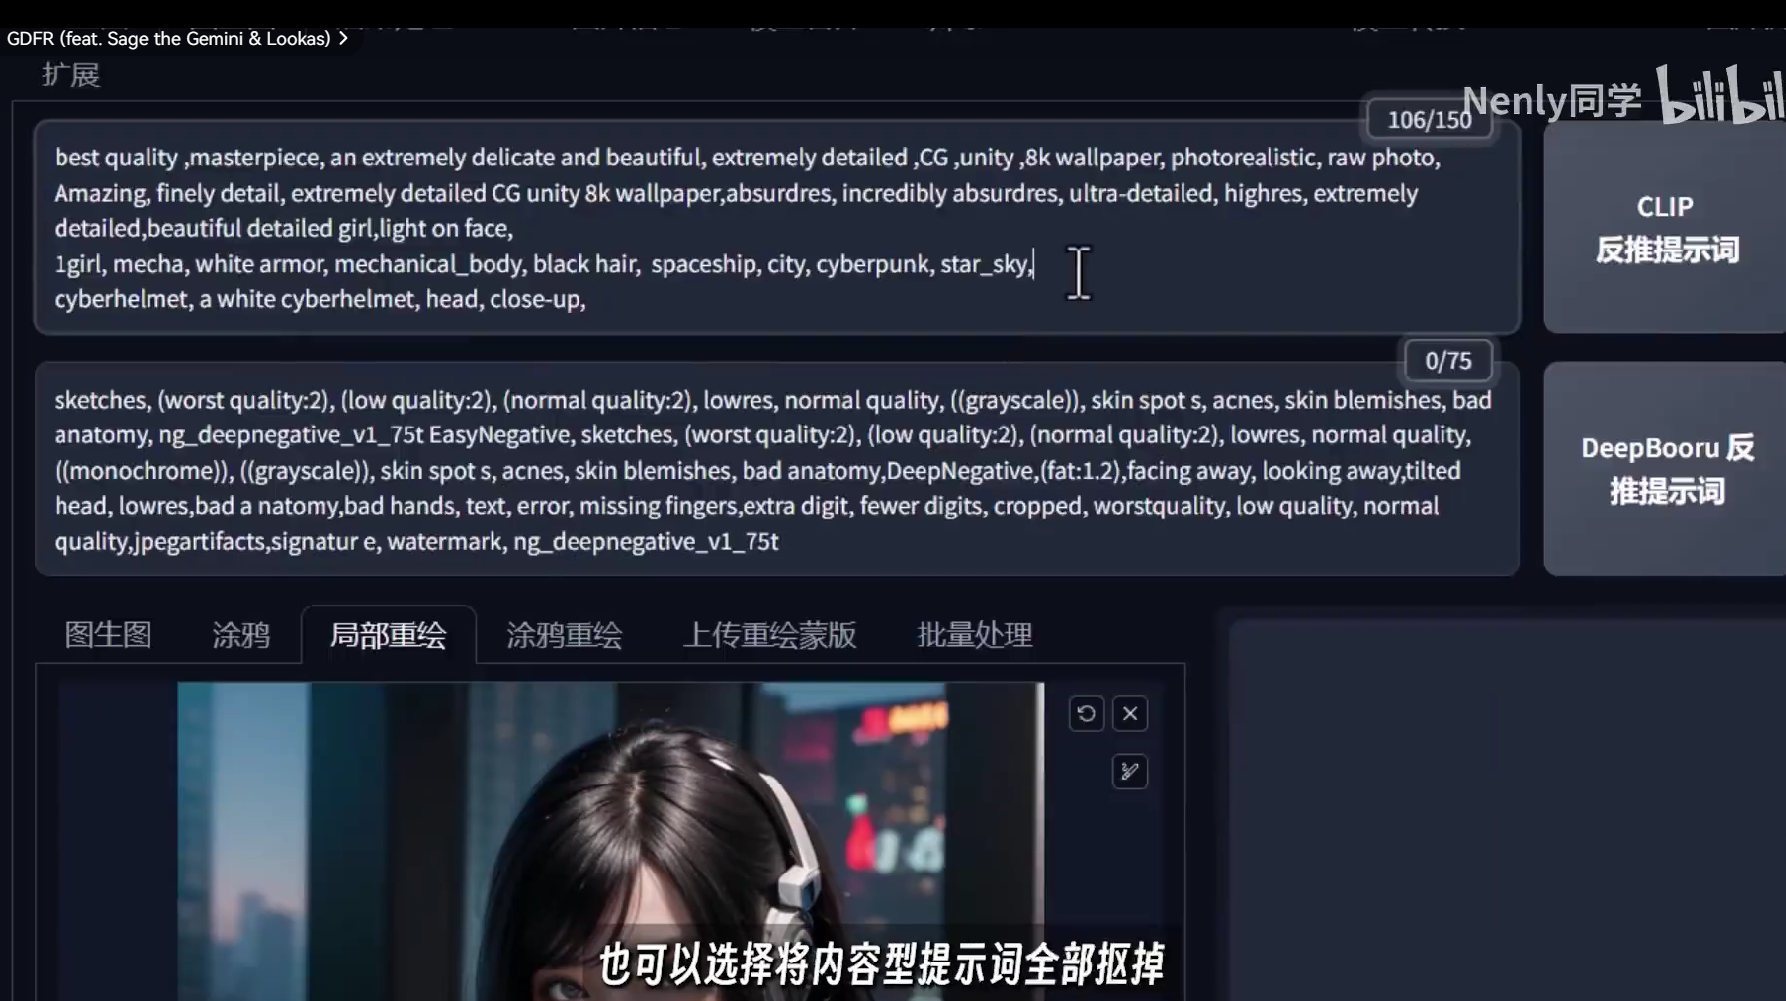 GDFR (feat. Sage the Gemini & Lookas)
扩展
Nenly同学 bilibil
106/150
best quality ,masterpiece, an extremely delicate and beautiful, extremely detailed ,CG ,unity ,8k wallpaper, photorealistic, raw photo,
Amazing, finely detail, extremely detailed CG unity 8k wallpaper,absurdres, incredibly absurdres, ultra-detailed, highres, extremely
detailed,beautiful detailed girl,light on face,
1girl, mecha, white armor, mechanical_body, black hair, spaceship, city, cyberpunk, star_sky,
cyberhelmet, a white cyberhelmet, head, close-up,
CLIP
反推提示词
0/75
sketches, (worst quality:2), (low quality:2), (normal quality:2), lowres, normal quality, ((grayscale)), skin spot s, acnes, skin blemishes, bad
anatomy, ng_deepnegative_v1_75t EasyNegative, sketches, (worst quality:2), (low quality:2), (normal quality:2), lowres, normal quality,
((monochrome)), ((grayscale)), skin spot s, acnes, skin blemishes, bad anatomy,DeepNegative,(fat:1.2),facing away, looking away,tilted
head, lowres,bad a natomy,bad hands, text, error, missing fingers,extra digit, fewer digits, cropped, worstquality, low quality, normal
quality,jpegartifacts,signatur e, watermark, ng_deepnegative_v1_75t
DeepBooru 反
推提示词
图生图 涂鸦 局部重绘 涂鸦重绘 上传重绘蒙版 批量处理
也可以选择将内容型提示词全部抠掉